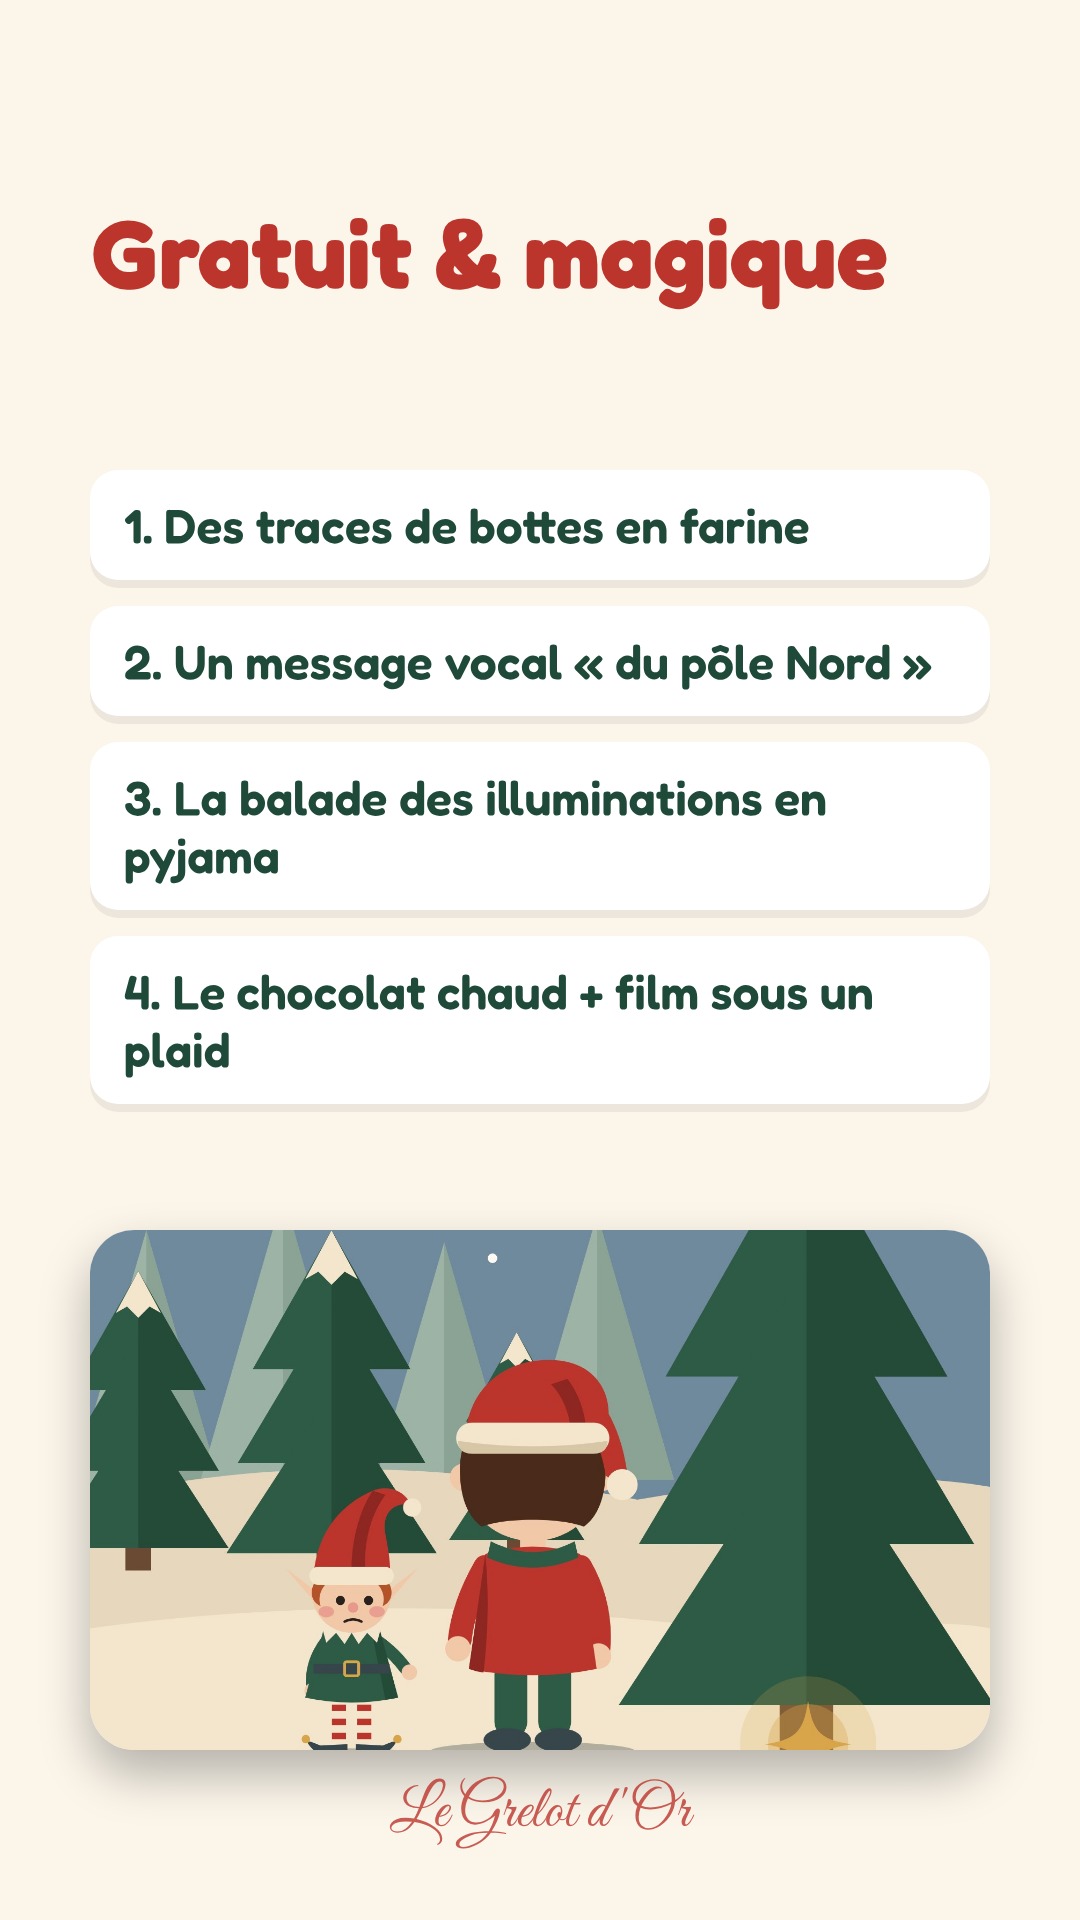 Gratuit & magique
1. Des traces de bottes en farine
2. Un message vocal « du pôle Nord »
3. La balade des illuminations en
pyjama
4. Le chocolat chaud + film sous un
plaid
Le Grelot d'Or